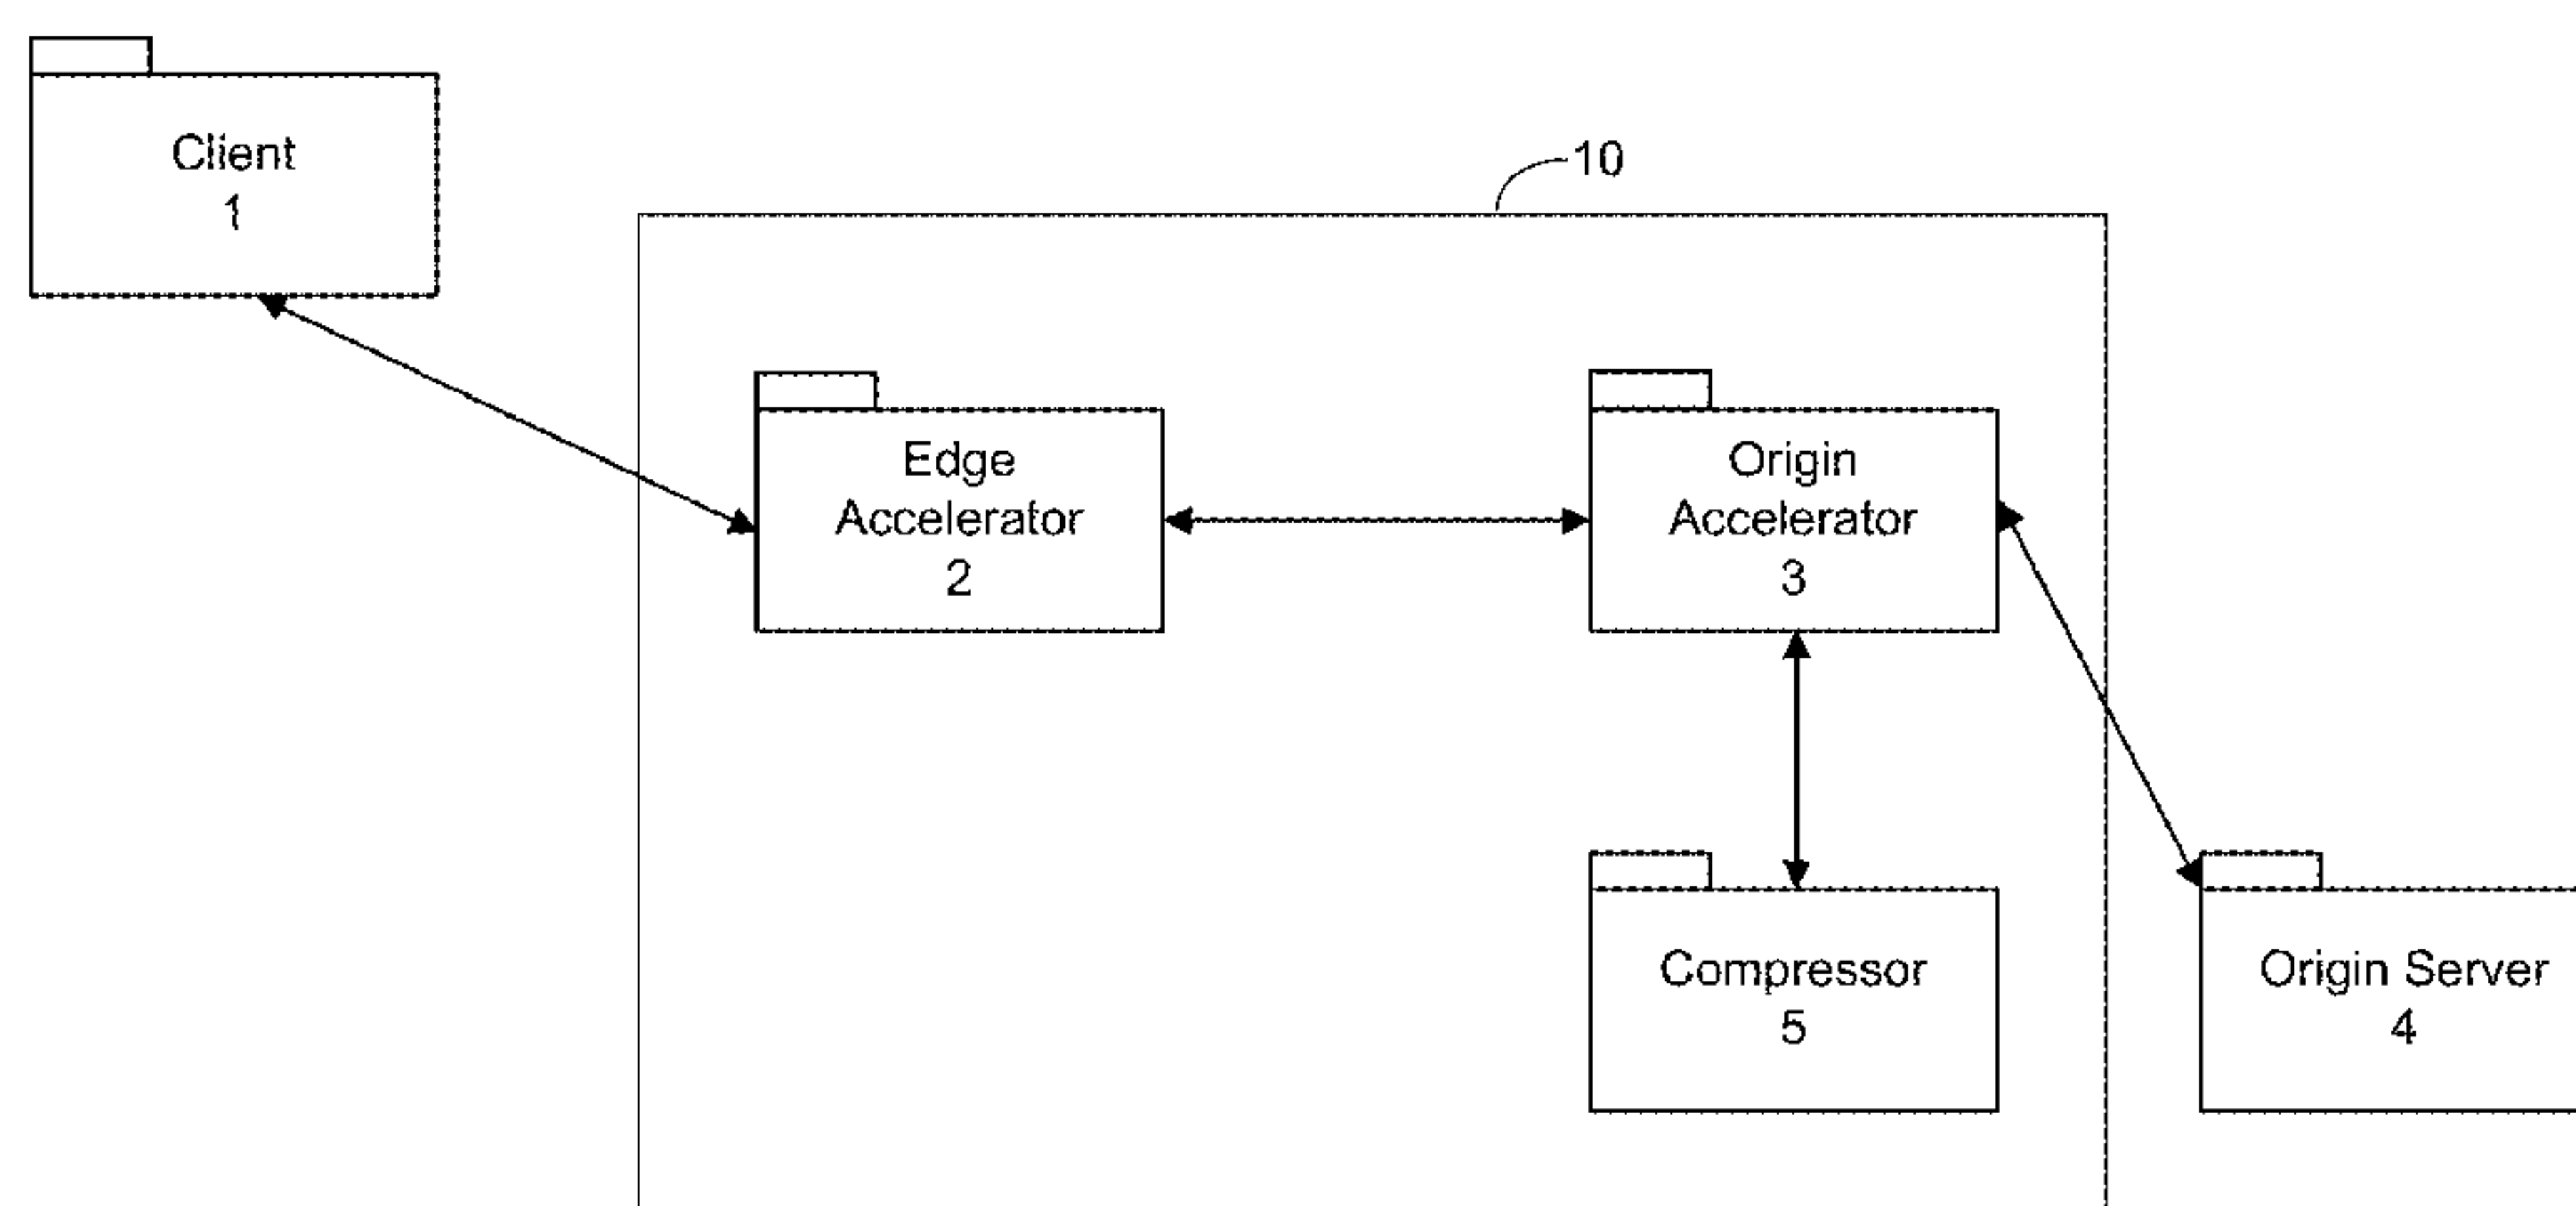 Client
1
10
Edge
Accelerator
2
Origin
Accelerator
3
Compressor
5
Origin Server
4